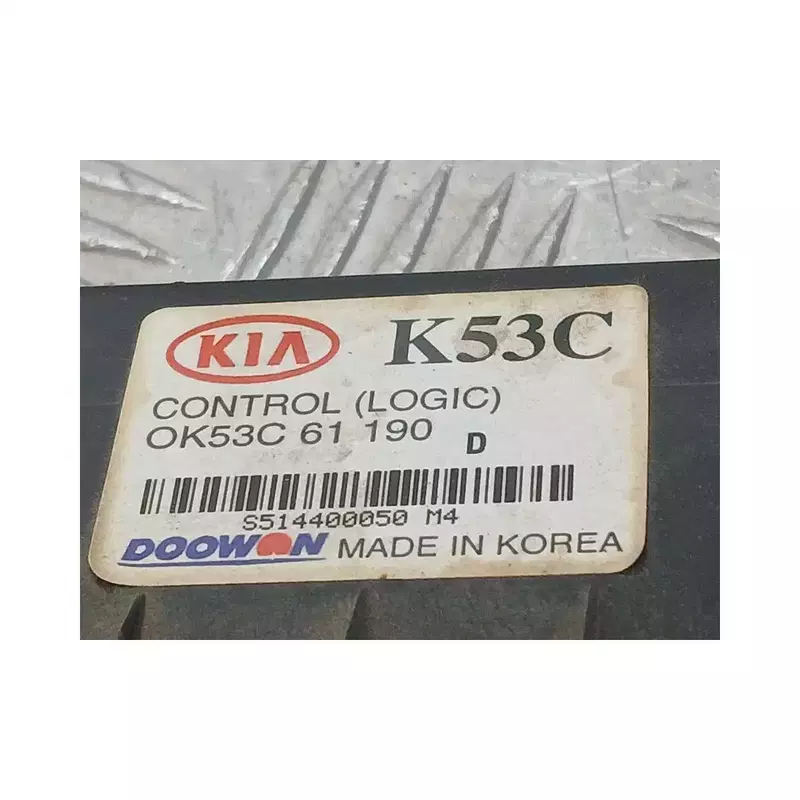 KIA K53C
CONTROL (LOGIC)
OK53C 61 190 D
S514400050 M4
DOOWON MADE IN KOREA